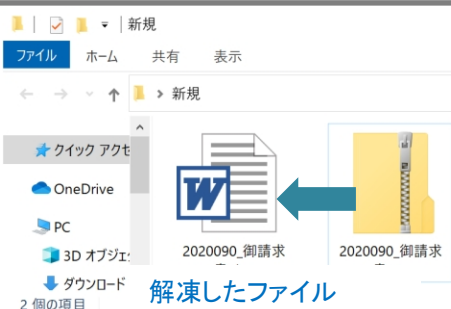 新規
ファイル
ホーム
共有
表示
新規
クイック アクセ
OneDrive
PC
3D オブジェ
ダウンロード
2020090_御請求
2020090_御請求
解凍したファイル
2 個の項目